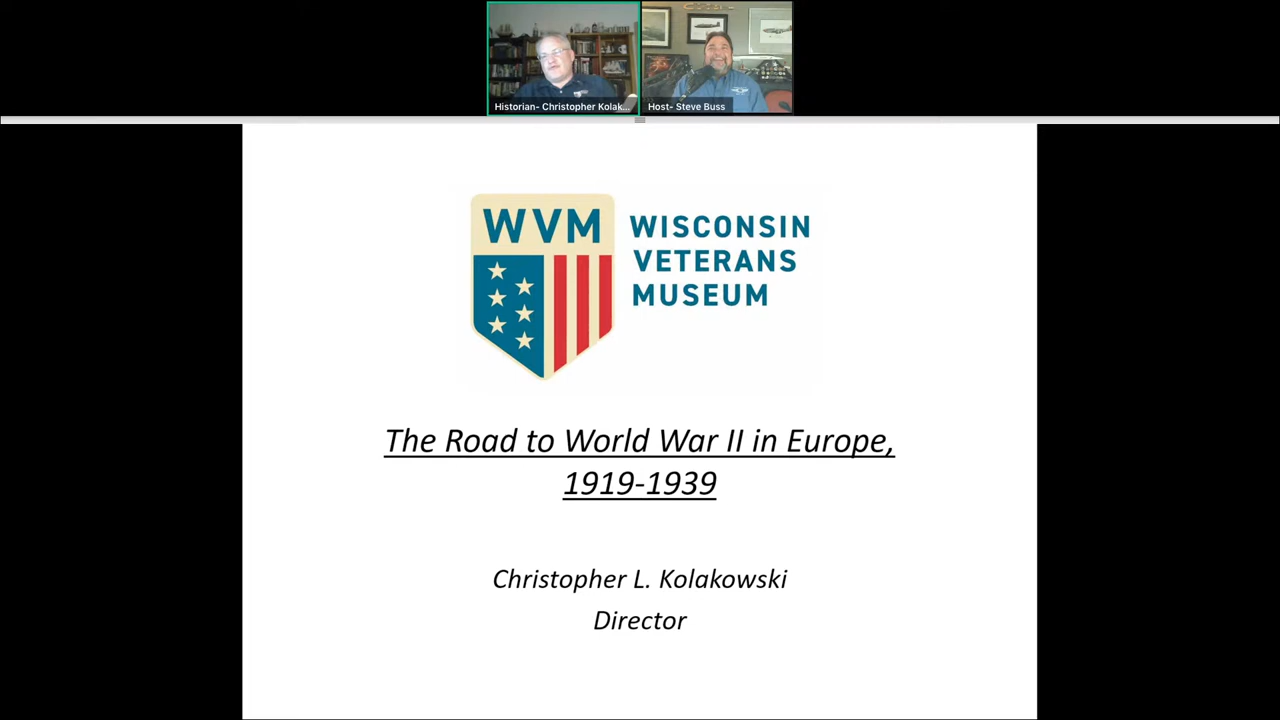 Historian- Christopher Kolak...
Host- Steve Buss
WVM
WISCONSIN
VETERANS
MUSEUM
The Road to World War II in Europe,
1919-1939
Christopher L. Kolakowski
Director